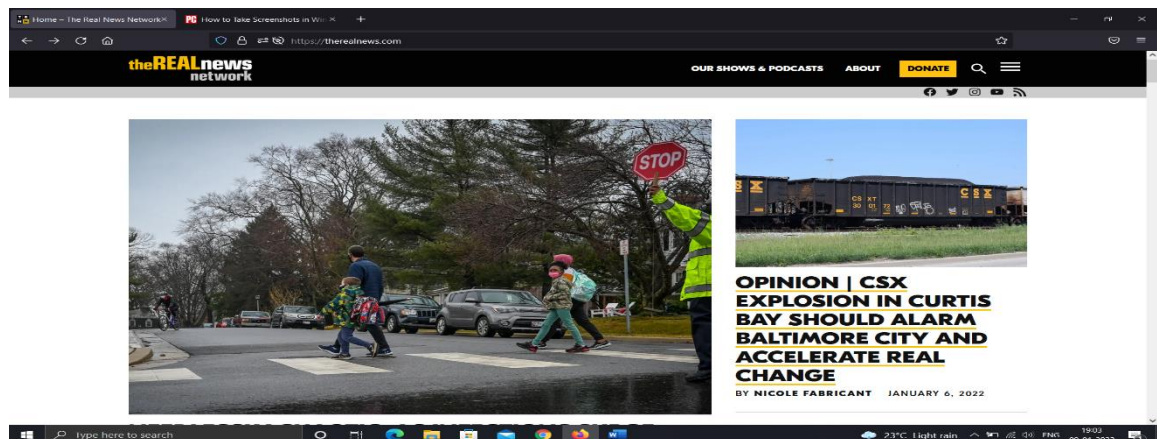 Home – The Real News Network
PC How to Take Screenshots in Win
https://therealnews.com
theREALnews
network
OUR SHOWS & PODCASTS ABOUT DONATE
STOP
CSX
CSXT
OPINION | CSX
EXPLOSION IN CURTIS
BAY SHOULD ALARM
BALTIMORE CITY AND
ACCELERATE REAL
CHANGE
BY NICOLE FABRICANT JANUARY 6, 2022
Type here to search
23°C Light rain ENG
19:03